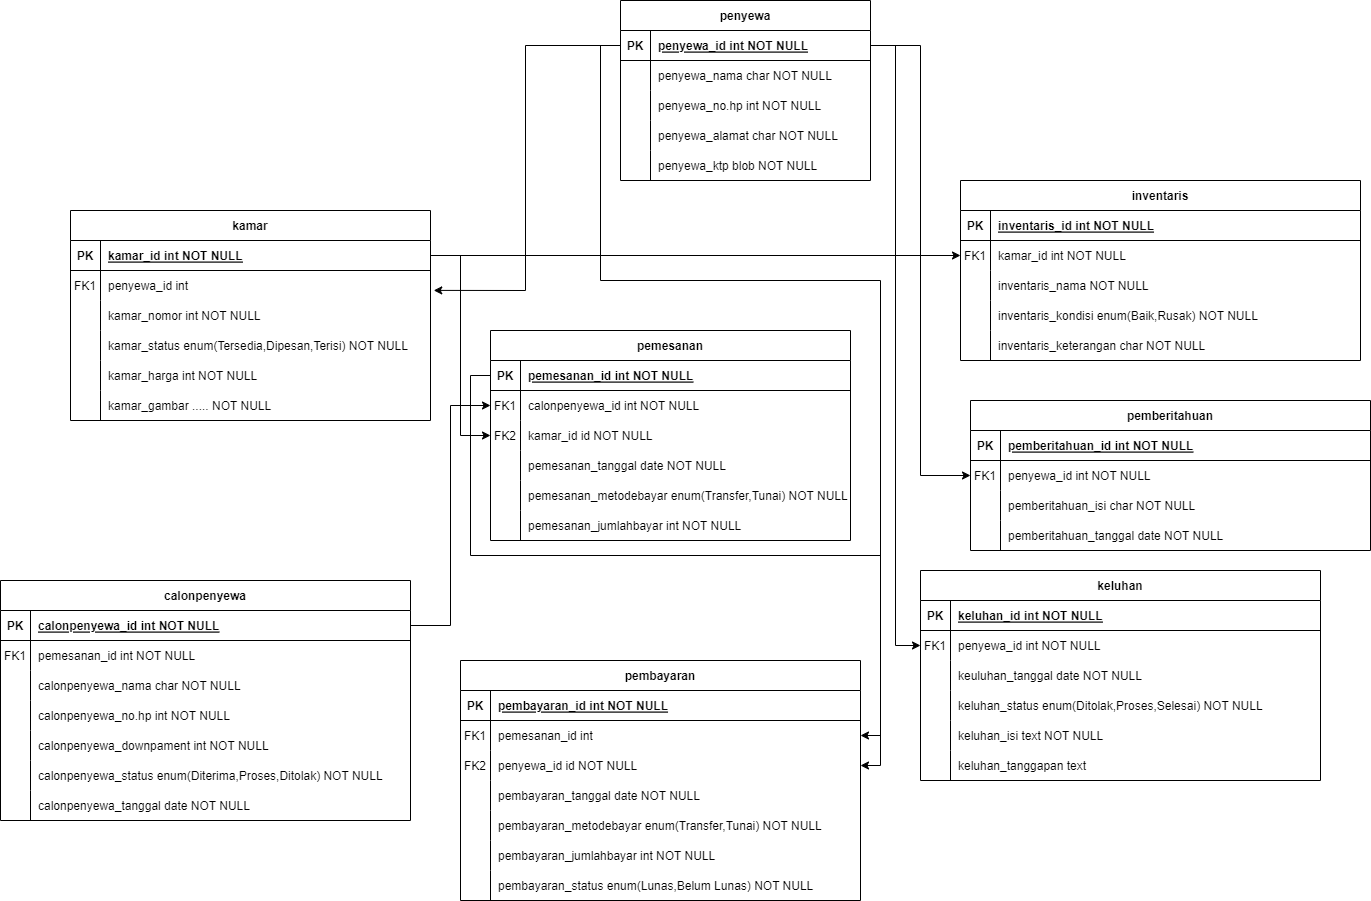 penyewa
PK penyewa_id int NOT NULL
penyewa_nama char NOT NULL
penyewa_no.hp int NOT NULL
penyewa_alamat char NOT NULL
penyewa_ktp blob NOT NULL
inventaris
PK inventaris_id int NOT NULL
FK1 kamar_id int NOT NULL
inventaris_nama NOT NULL
inventaris_kondisi enum(Baik,Rusak) NOT NULL
inventaris_keterangan char NOT NULL
kamar
PK kamar_id int NOT NULL
FK1 penyewa_id int
kamar_nomor int NOT NULL
kamar_status enum(Tersedia,Dipesan,Terisi) NOT NULL
kamar_harga int NOT NULL
kamar_gambar ..... NOT NULL
pemesanan
PK pemesanan_id int NOT NULL
FK1 calonpenyewa_id int NOT NULL
FK2 kamar_id id NOT NULL
pemesanan_tanggal date NOT NULL
pemesanan_metodebayar enum(Transfer,Tunai) NOT NULL
pemesanan_jumlahbayar int NOT NULL
pemberitahuan
PK pemberitahuan_id int NOT NULL
FK1 penyewa_id int NOT NULL
pemberitahuan_isi char NOT NULL
pemberitahuan_tanggal date NOT NULL
calonpenyewa
PK calonpenyewa_id int NOT NULL
FK1 pemesanan_id int NOT NULL
calonpenyewa_nama char NOT NULL
calonpenyewa_no.hp int NOT NULL
calonpenyewa_downpament int NOT NULL
calonpenyewa_status enum(Diterima,Proses,Ditolak) NOT NULL
calonpenyewa_tanggal date NOT NULL
keluhan
PK keluhan_id int NOT NULL
FK1 penyewa_id int NOT NULL
keuluhan_tanggal date NOT NULL
keluhan_status enum(Ditolak,Proses,Selesai) NOT NULL
keluhan_isi text NOT NULL
keluhan_tanggapan text
pembayaran
PK pembayaran_id int NOT NULL
FK1 pemesanan_id int
FK2 penyewa_id id NOT NULL
pembayaran_tanggal date NOT NULL
pembayaran_metodebayar enum(Transfer,Tunai) NOT NULL
pembayaran_jumlahbayar int NOT NULL
pembayaran_status enum(Lunas,Belum Lunas) NOT NULL